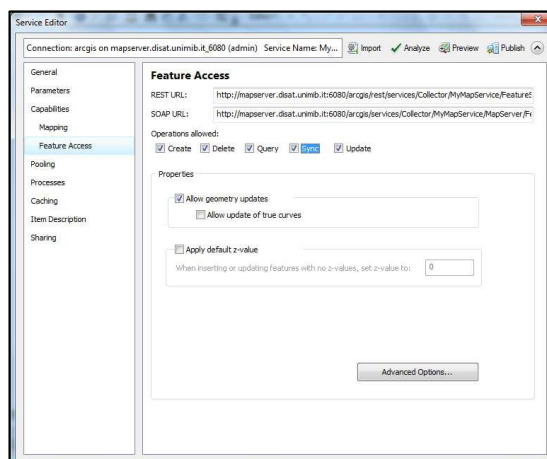 Service Editor
Connection: arcgis on mapserver.disat.unimib.it_6080 (admin) Service Name: My... Import Analyze Preview Publish
General
Parameters
Capabilities
Mapping
Feature Access
Pooling
Processes
Caching
Item Description
Sharing
Feature Access
REST URL: http://mapserver.disat.unimib.it:6080/arcgis/rest/services/Collector/MyMapService/FeatureS
SOAP URL: http://mapserver.disat.unimib.it:6080/arcgis/services/Collector/MyMapService/MapServer/Fe
Operations allowed:
Create Delete Query Sync Update
Properties
Allow geometry updates
Allow update of true curves
Apply default z-value
When inserting or updating features with no z-values, set z-value to: 0
Advanced Options...